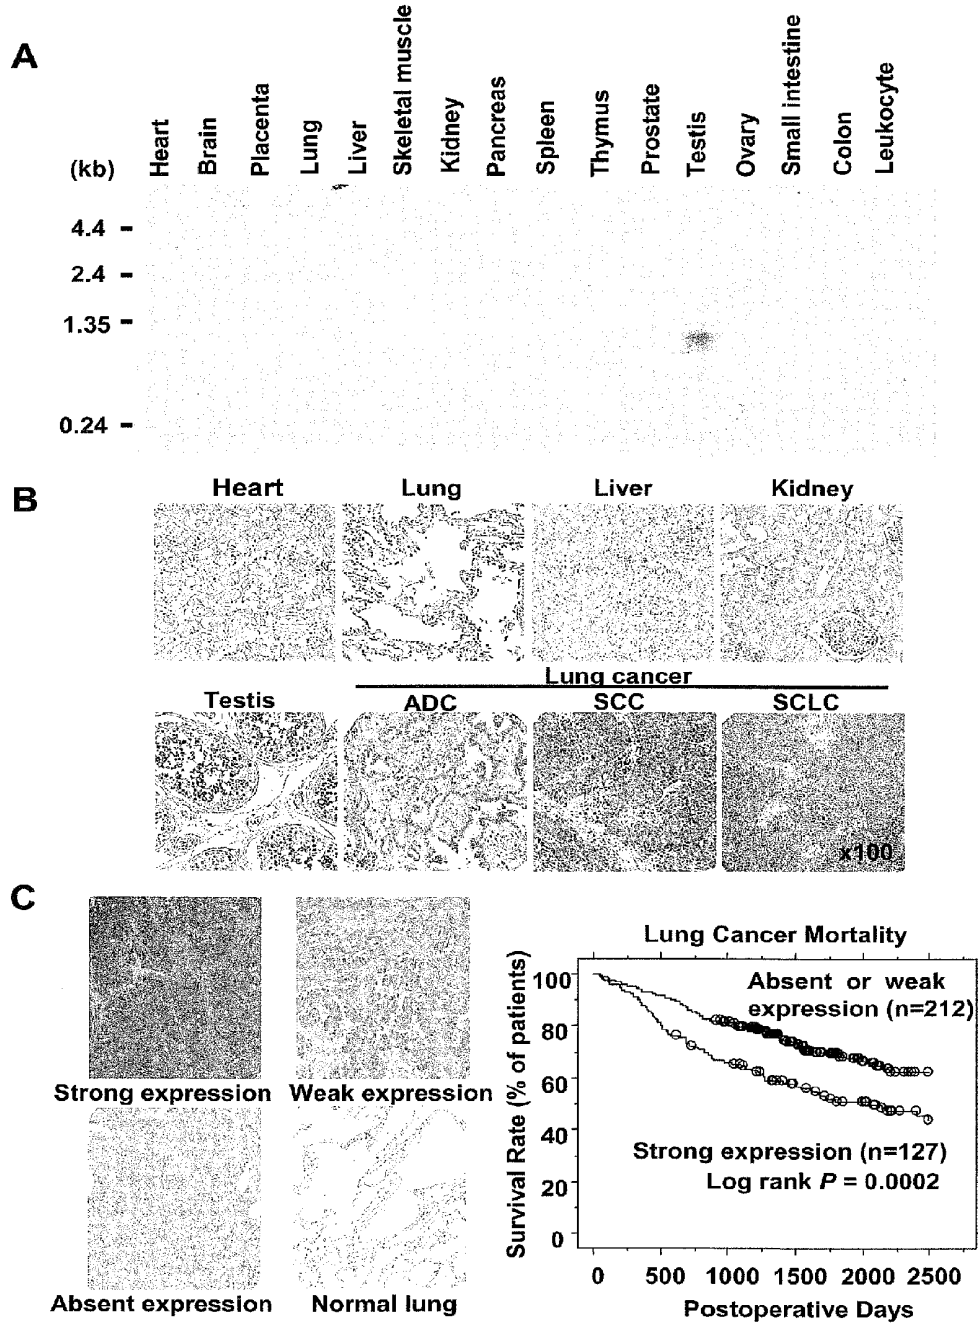 A
Heart
Brain
Placenta
Lung
Liver
Skeletal muscle
Kidney
Pancreas
Spleen
Thymus
Prostate
Testis
Ovary
Small intestine
Colon
Leukocyte
(kb)
4.4
2.4
1.35
0.24
B
Heart Lung Liver Kidney
Lung cancer
Testis ADC SCC SCLC
x100
C
Strong expression Weak expression
Absent expression Normal lung
Lung Cancer Mortality
Survival Rate (% of patients)
100
80
60
40
20
0
Absent or weak
expression (n=212)
Strong expression (n=127)
Log rank P = 0.0002
0 500 1000 1500 2000 2500
Postoperative Days